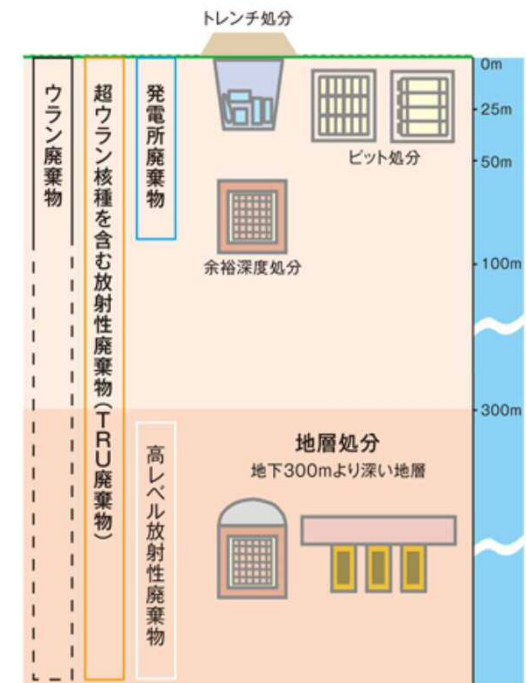 トレンチ処分
ウラン廃棄物
超ウラン核種を含む放射性廃棄物(TRU廃棄物)
発電所廃棄物
ピット処分
余裕深度処分
高レベル放射性廃棄物
地層処分
地下300mより深い地層
0m
25m
50m
100m
300m